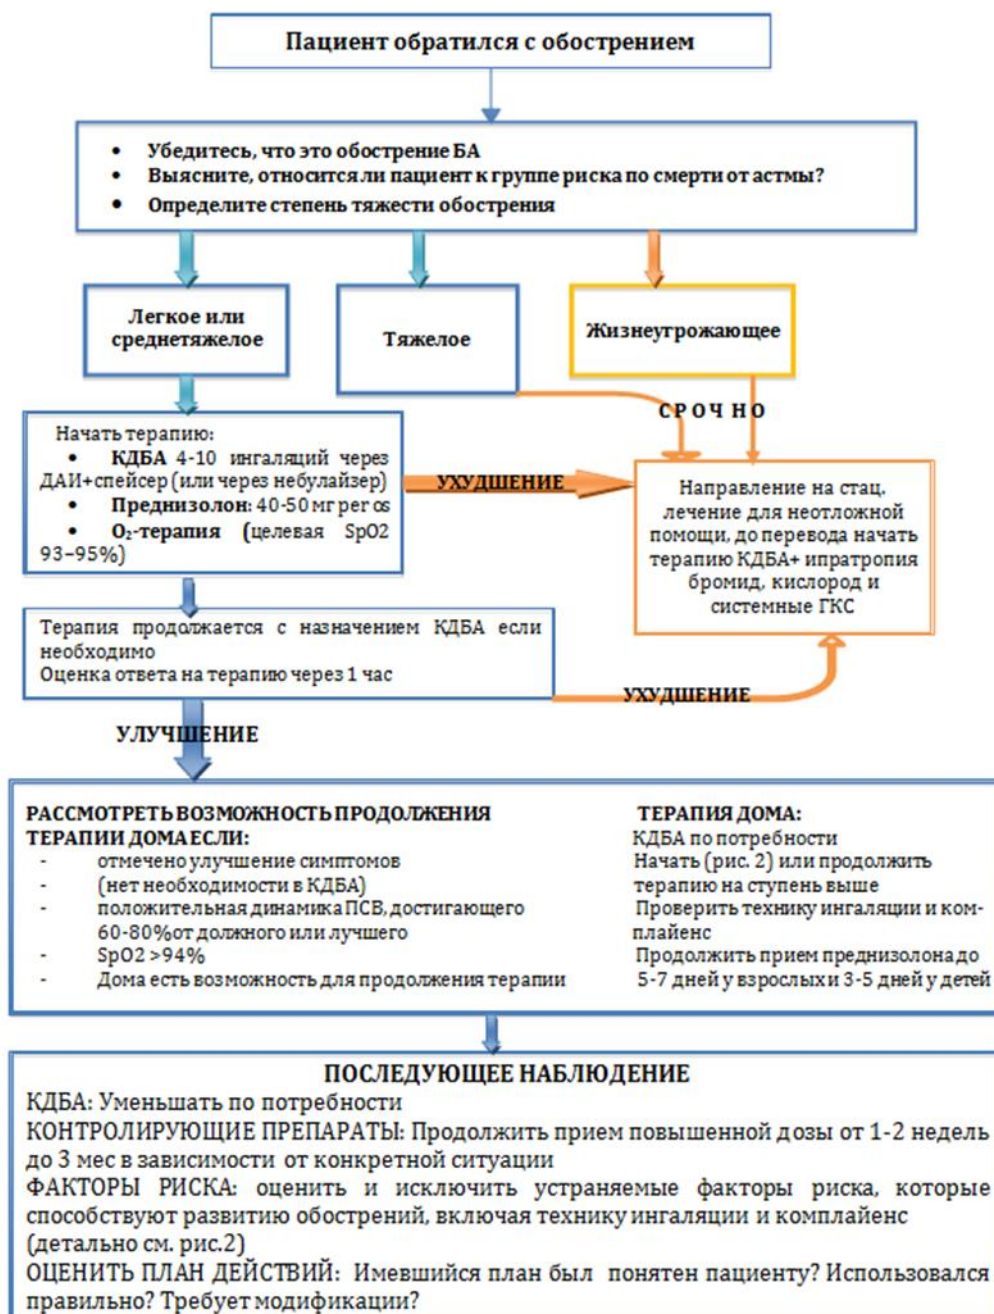 Пациент обратился с обострением
• Убедитесь, что это обострение БА
• Выясните, относится ли пациент к группе риска по смерти от астмы?
• Определите степень тяжести обострения
Легкое или
среднетяжелое
Тяжелое
Жизнеугрожающее
СРОЧНО
Начать терапию:
• КДБА 4-10 ингаляций через
ДАИ+спейсер (или через небулайзер)
• Преднизолон: 40-50 мг per os
• O₂-терапия (целевая SpO2
93–95%)
УХУДШЕНИЕ
Направление на стац.
лечение для неотложной
помощи, до перевода начать
терапию КДБА+ ипратропия
бромид, кислород и
системные ГКС
Терапия продолжается с назначением КДБА если
необходимо
Оценка ответа на терапию через 1 час
УХУДШЕНИЕ
УЛУЧШЕНИЕ
РАССМОТРЕТЬ ВОЗМОЖНОСТЬ ПРОДОЛЖЕНИЯ
ТЕРАПИИ ДОМА ЕСЛИ:
- отмечено улучшение симптомов
- (нет необходимости в КДБА)
- положительная динамика ПСВ, достигающего
60-80% от должного или лучшего
- SpO2 >94%
- Дома есть возможность для продолжения терапии
ТЕРАПИЯ ДОМА:
КДБА по потребности
Начать (рис. 2) или продолжить
терапию на ступень выше
Проверить технику ингаляции и ком-
плайенс
Продолжить прием преднизолона до
5-7 дней у взрослых и 3-5 дней у детей
ПОСЛЕДУЮЩЕЕ НАБЛЮДЕНИЕ
КДБА: Уменьшать по потребности
КОНТРОЛИРУЮЩИЕ ПРЕПАРАТЫ: Продолжить прием повышенной дозы от 1-2 недель
до 3 мес в зависимости от конкретной ситуации
ФАКТОРЫ РИСКА: оценить и исключить устраняемые факторы риска, которые
способствуют развитию обострений, включая технику ингаляции и комплайенс
(детально см. рис.2)
ОЦЕНИТЬ ПЛАН ДЕЙСТВИЙ: Имевшийся план был понятен пациенту? Использовался
правильно? Требует модификации?